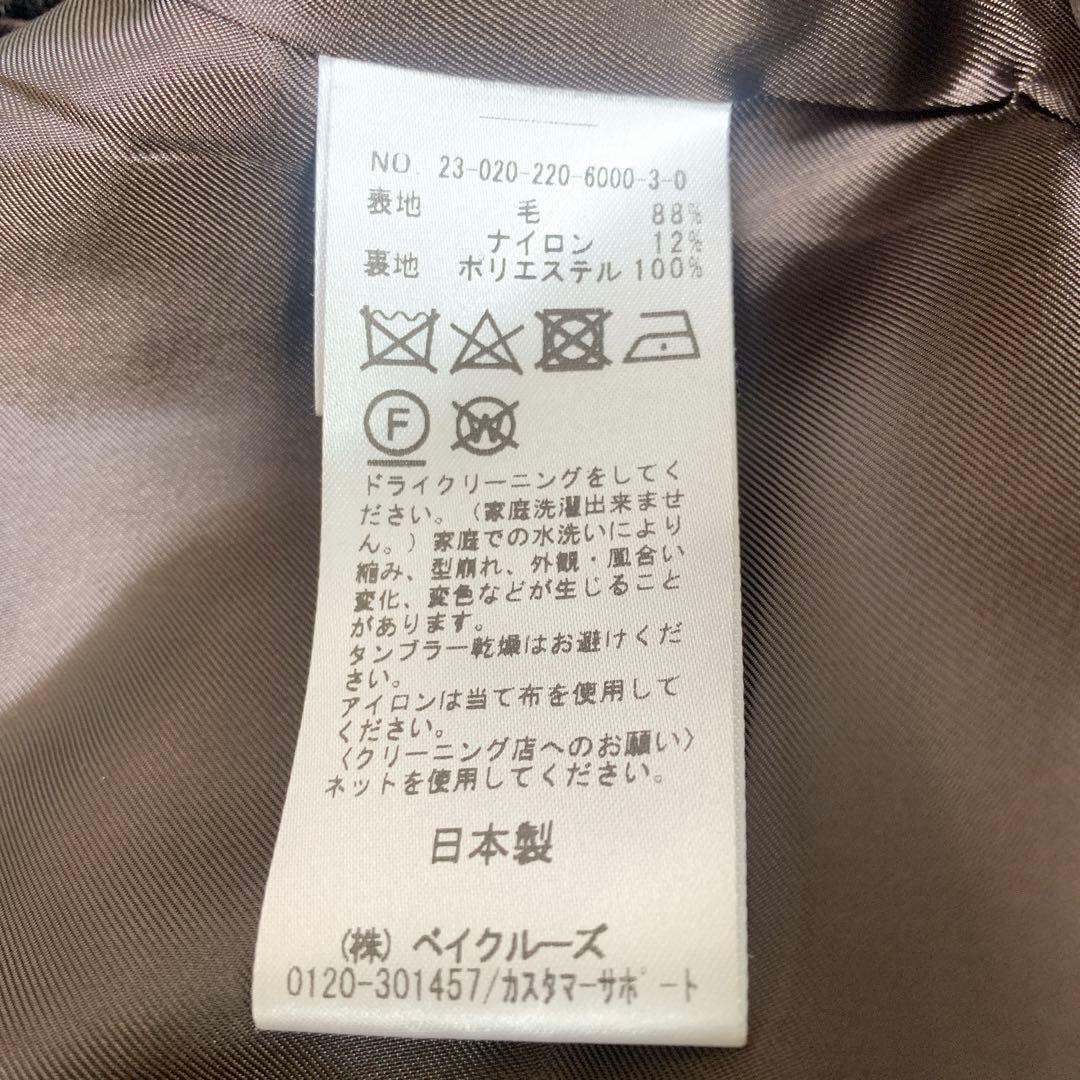 NO. 23-020-220-6000-3-0
表地 毛 88%
ナイロン 12%
裏地 ポリエステル 100%
F W
ドライクリーニングをしてく
ださい。(家庭洗濯出来ませ
ん。)家庭での水洗いにより
縮み、型崩れ、外観・風合い
変化、変色などが生じること
があります。
タンブラー乾燥はお避けくだ
さい。
アイロンは当て布を使用して
ください。
〈クリーニング店へのお願い〉
ネットを使用してください。
日本製
(株) ベイクルーズ
0120-301457/カスタマーサポート